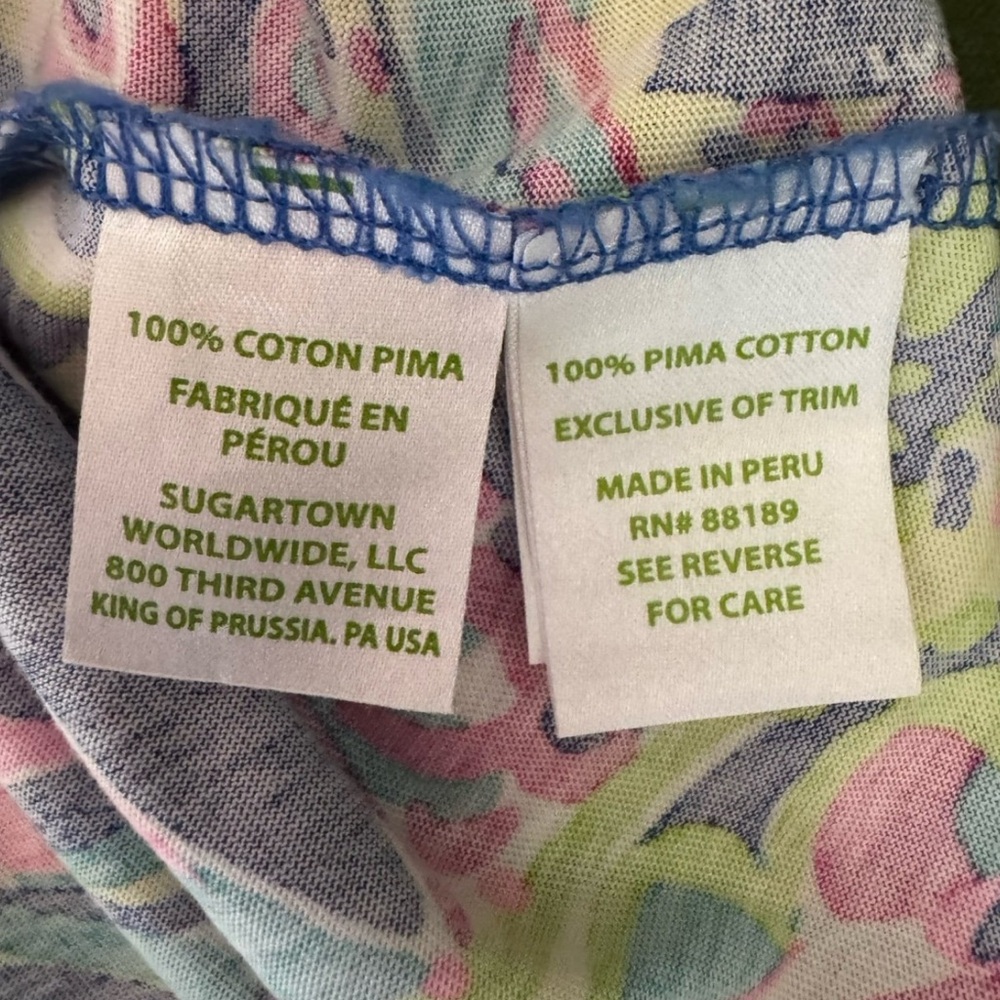 100% COTON PIMA
FABRIQUÉ EN
PÉROU
SUGARTOWN
WORLDWIDE, LLC
800 THIRD AVENUE
KING OF PRUSSIA. PA USA
100% PIMA COTTON
EXCLUSIVE OF TRIM
MADE IN PERU
RN# 88189
SEE REVERSE
FOR CARE